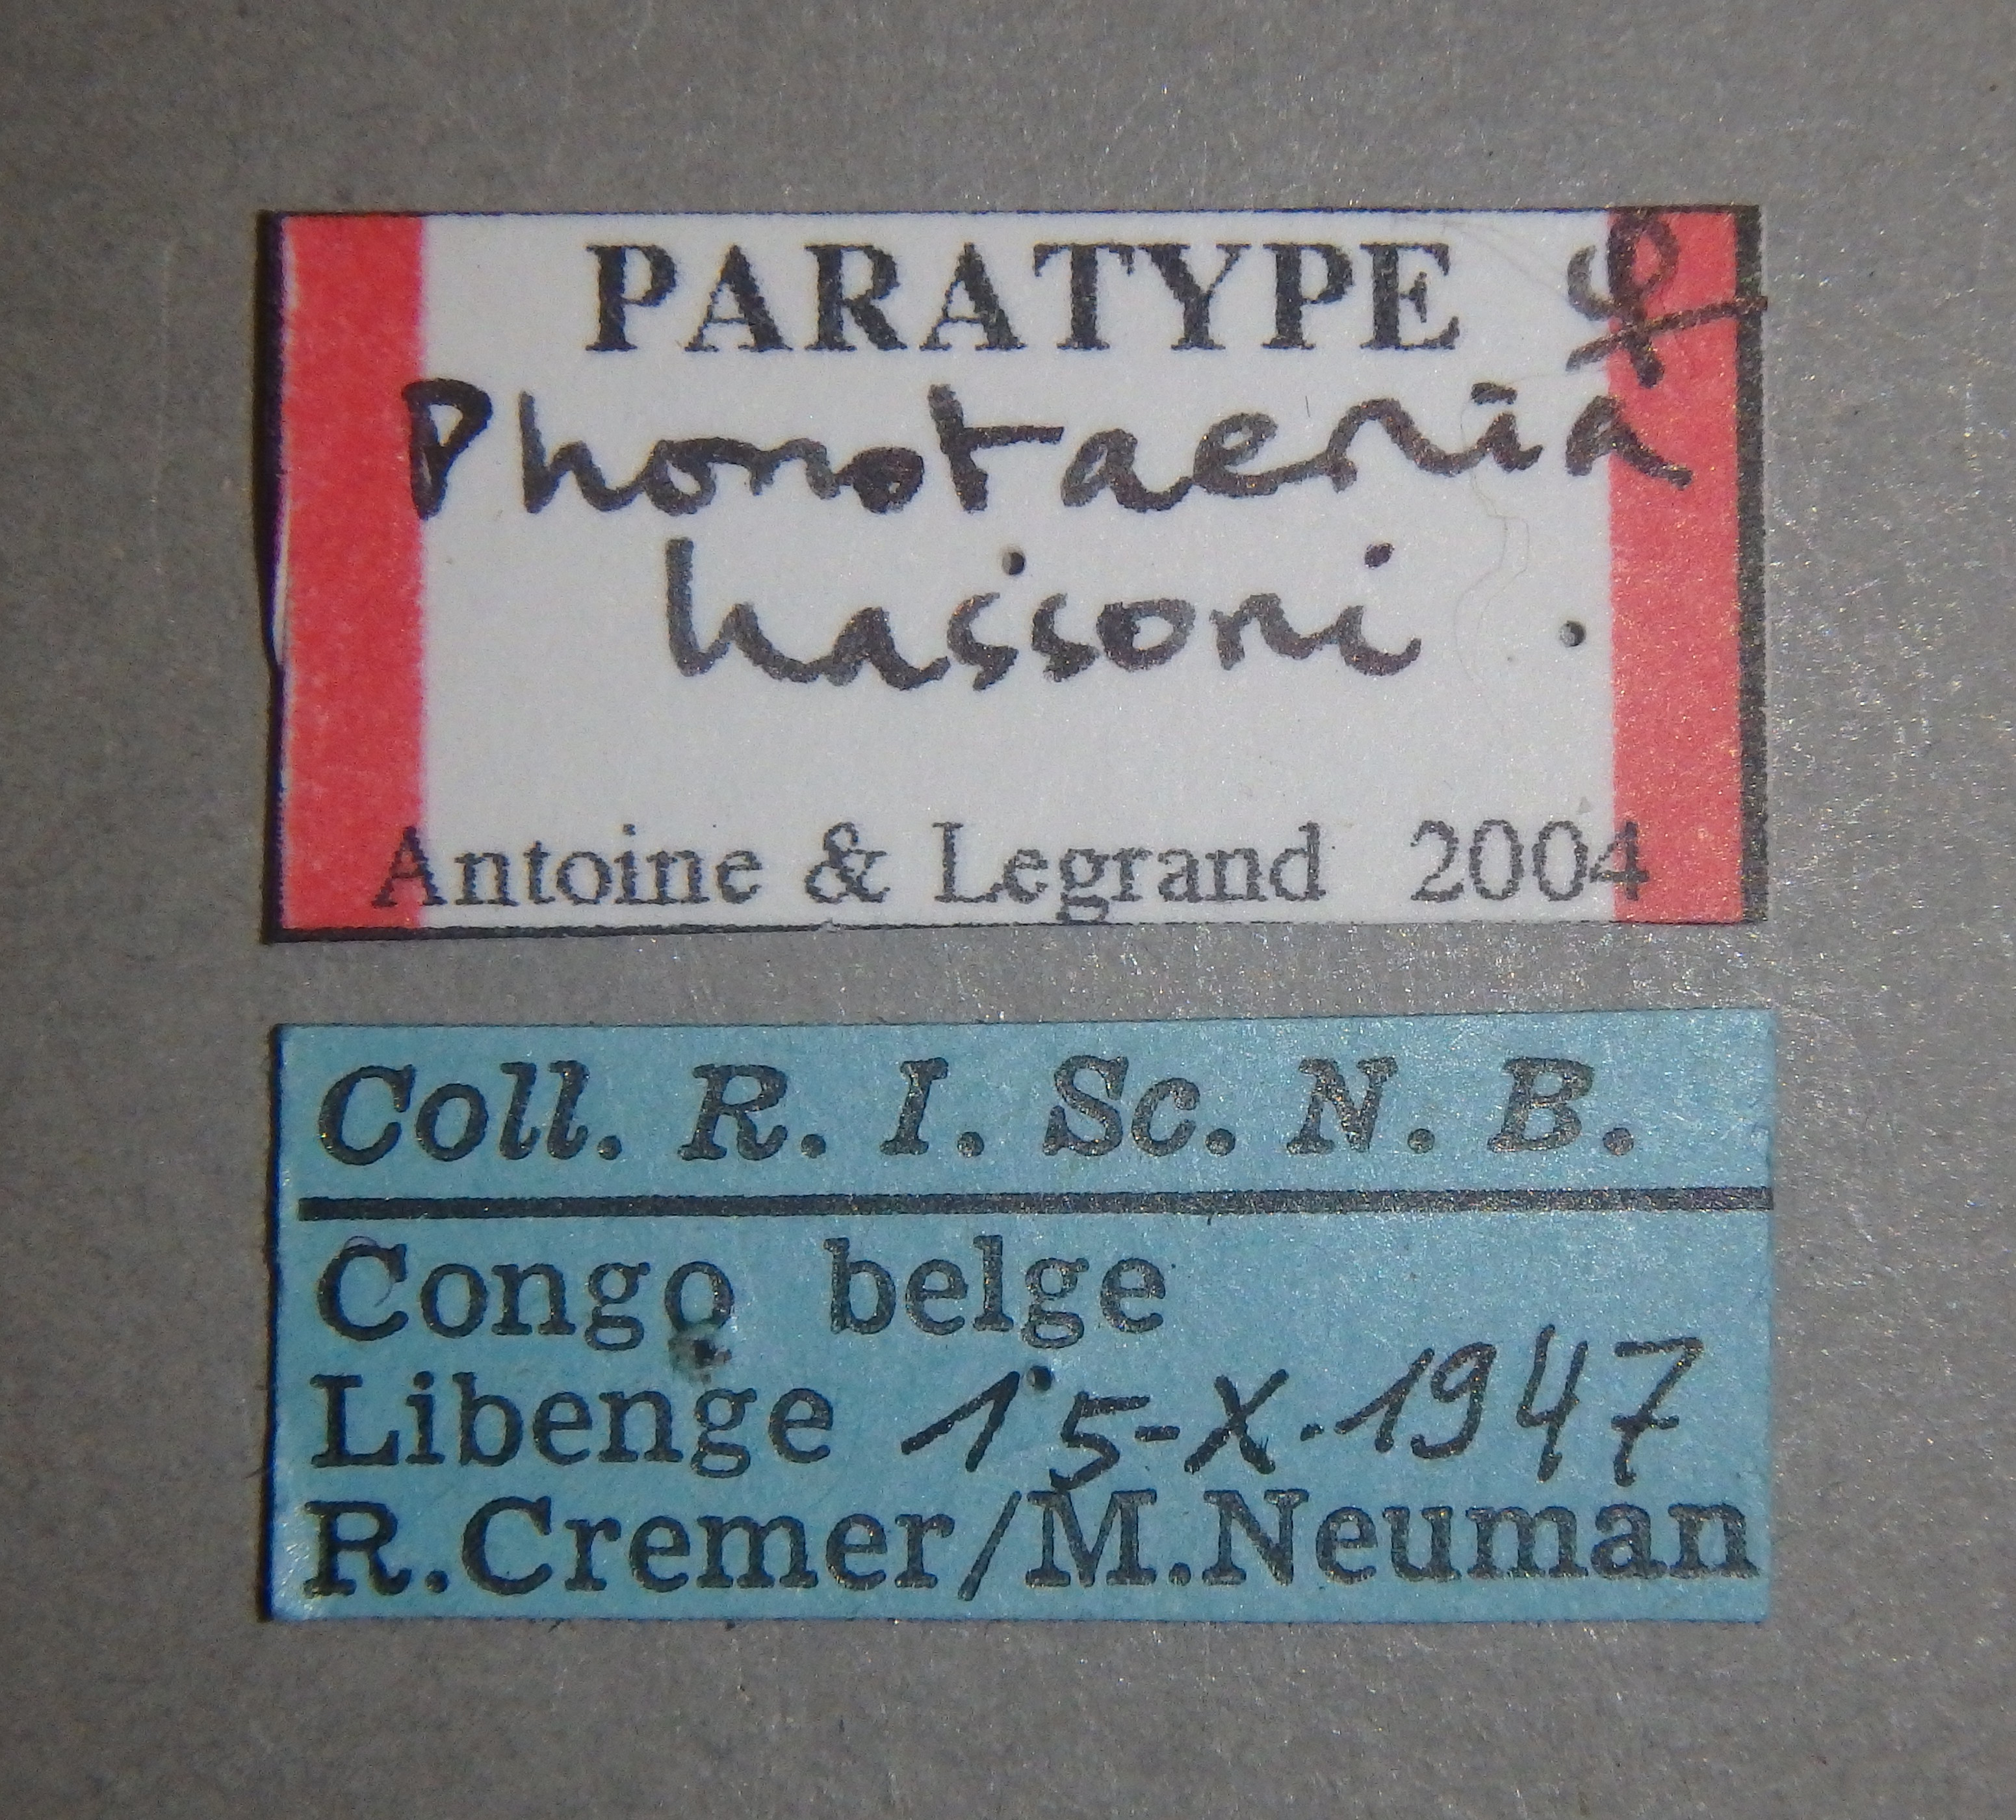 PARATYPE ♀
Phonotaenia
hassoni
Antoine & Legrand 2004
Coll. R. I. Sc. N. B.
Congo belge
Libenge 15-X-1947
R.Cremer/M.Neuman